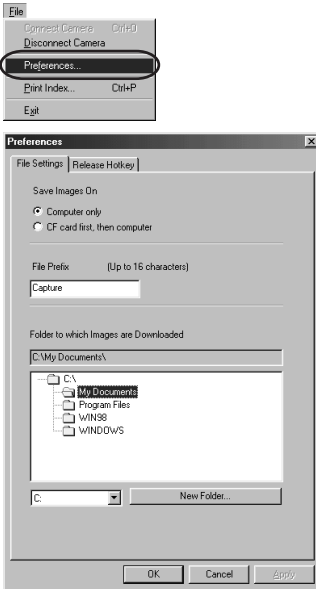 File
Connect Camera Ctrl+O
Disconnect Camera
Preferences...
Print Index... Ctrl+P
Exit
Preferences
File Settings Release Hotkey
Save Images On
Computer only
CF card first, then computer
File Prefix (Up to 16 characters)
Capture
Folder to which Images are Downloaded
C:\My Documents\
C:\
My Documents
Program Files
WIN98
WINDOWS
C: New Folder...
OK Cancel Apply